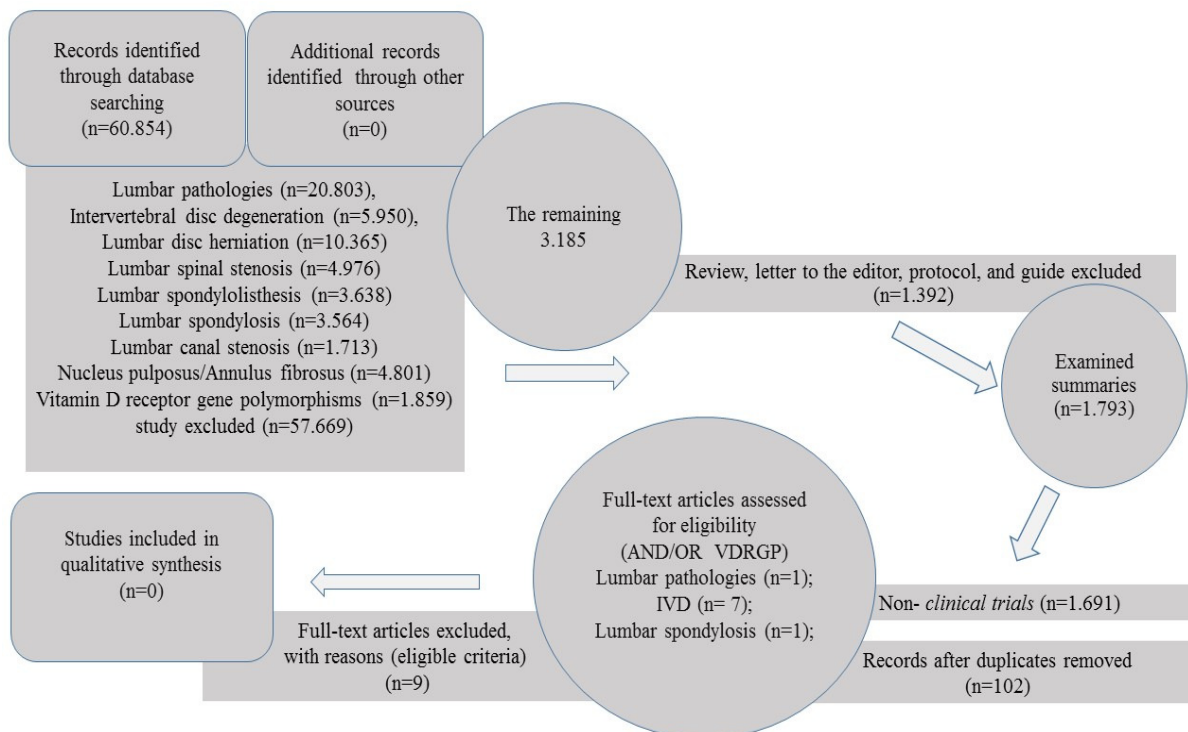 Records identified
through database
searching
(n=60.854)
Additional records
identified through other
sources
(n=0)
Lumbar pathologies (n=20.803),
Intervertebral disc degeneration (n=5.950),
Lumbar disc herniation (n=10.365)
Lumbar spinal stenosis (n=4.976)
Lumbar spondylolisthesis (n=3.638)
Lumbar spondylosis (n=3.564)
Lumbar canal stenosis (n=1.713)
Nucleus pulposus/Annulus fibrosus (n=4.801)
Vitamin D receptor gene polymorphisms (n=1.859)
study excluded (n=57.669)
The remaining
3.185
Review, letter to the editor, protocol, and guide excluded
(n=1.392)
Examined
summaries
(n=1.793)
Non- clinical trials (n=1.691)
Records after duplicates removed
(n=102)
Full-text articles assessed
for eligibility
(AND/OR VDRGP)
Lumbar pathologies (n=1);
IVD (n= 7);
Lumbar spondylosis (n=1);
Full-text articles excluded,
with reasons (eligible criteria)
(n=9)
Studies included in
qualitative synthesis
(n=0)